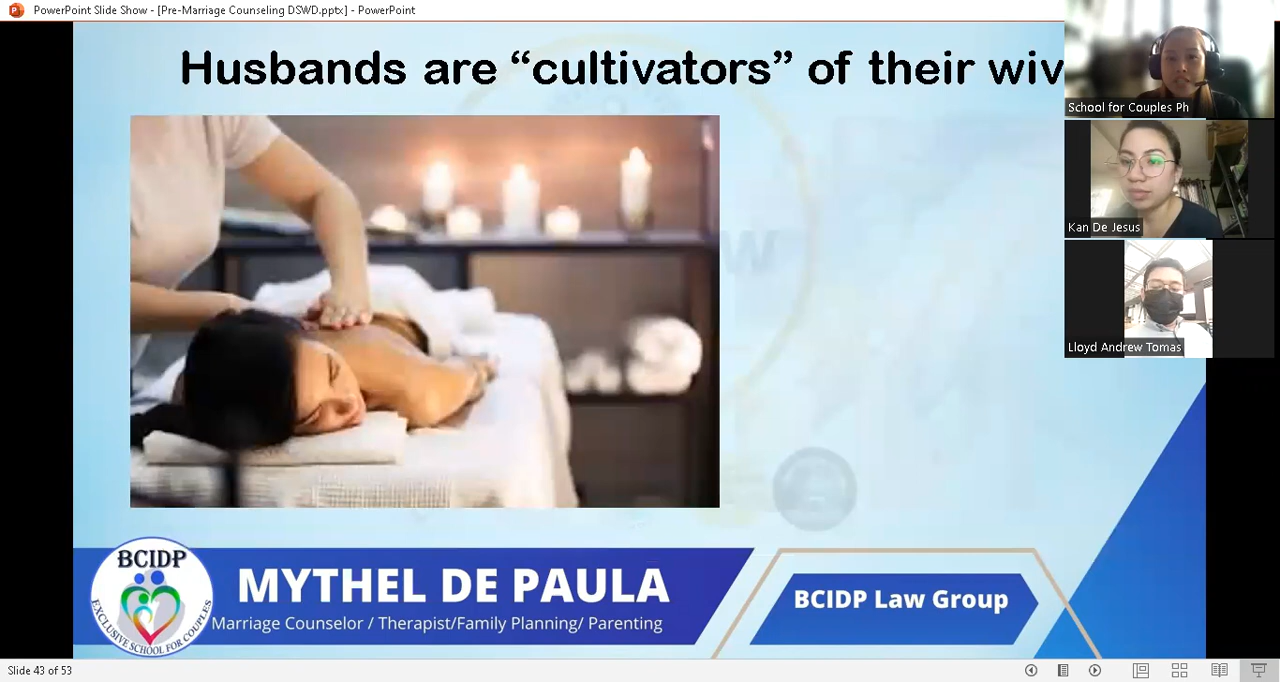 PowerPoint Slide Show - [Pre-Marriage Counseling DSWD.pptx] - PowerPoint
Husbands are “cultivators” of their wiv
School for Couples Ph
Kan De Jesus
Lloyd Andrew Tomas
BCIDP
EXCLUSIVE SCHOOL FOR COUPLES
MYTHEL DE PAULA
Marriage Counselor / Therapist/Family Planning/ Parenting
BCIDP Law Group
Slide 43 of 53